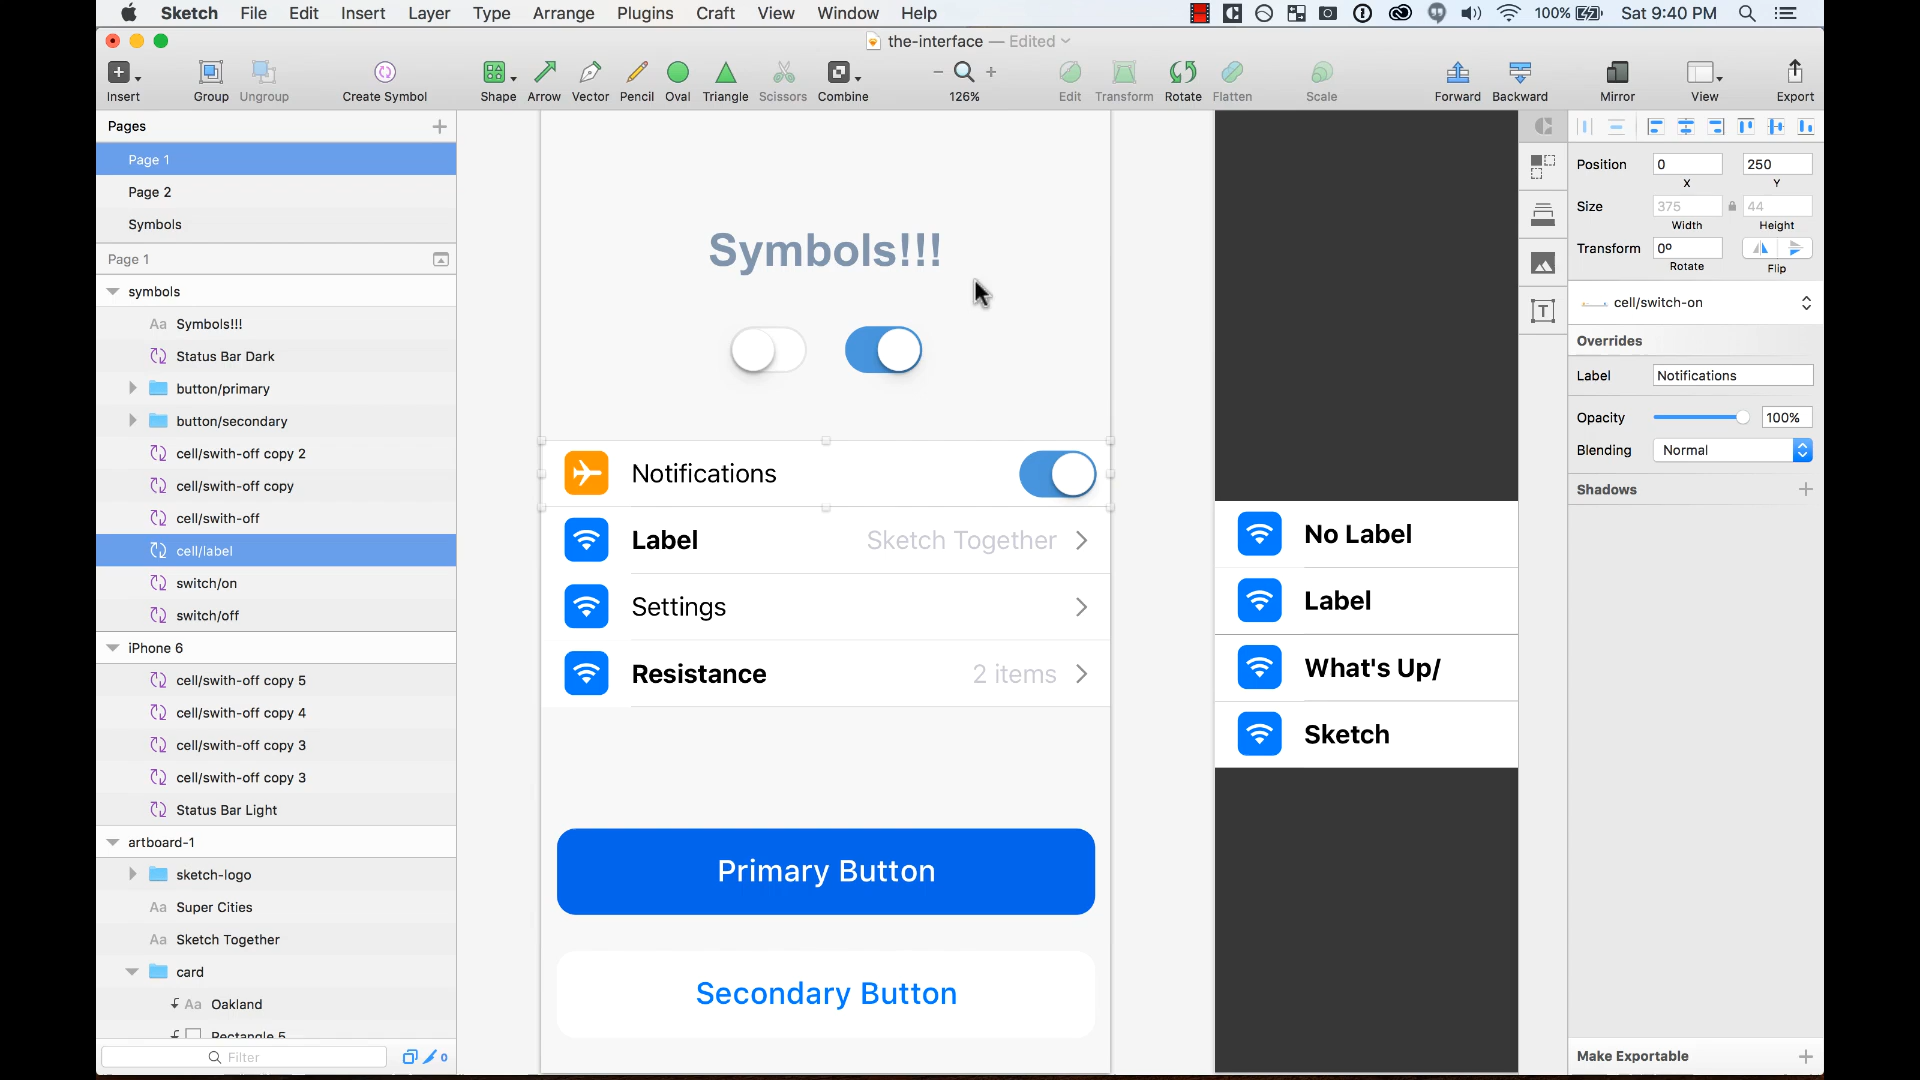 Sketch File Edit Insert Layer Type Arrange Plugins Craft View Window Help 100% Sat 9:40 PM
the-interface — Edited
Insert Group Ungroup Create Symbol Shape Arrow Vector Pencil Oval Triangle Scissors Combine 126% Edit Transform Rotate Flatten Scale Forward Backward Mirror View Export
Pages
Page 1
Page 2
Symbols
Page 1
symbols
Aa Symbols!!!
Status Bar Dark
button/primary
button/secondary
cell/swith-off copy 2
cell/swith-off copy
cell/swith-off
cell/label
switch/on
switch/off
iPhone 6
cell/swith-off copy 5
cell/swith-off copy 4
cell/swith-off copy 3
cell/swith-off copy 3
Status Bar Light
artboard-1
sketch-logo
Aa Super Cities
Aa Sketch Together
card
Aa Oakland
Rectangle 5
Filter 0
Symbols!!!
Notifications
Label Sketch Together
Settings
Resistance 2 items
Primary Button
Secondary Button
No Label
Label
What's Up/
Sketch
Position 0 250
X Y
Size 375 44
Width Height
Transform 0º
Rotate Flip
cell/switch-on
Overrides
Label Notifications
Opacity 100%
Blending Normal
Shadows
Make Exportable